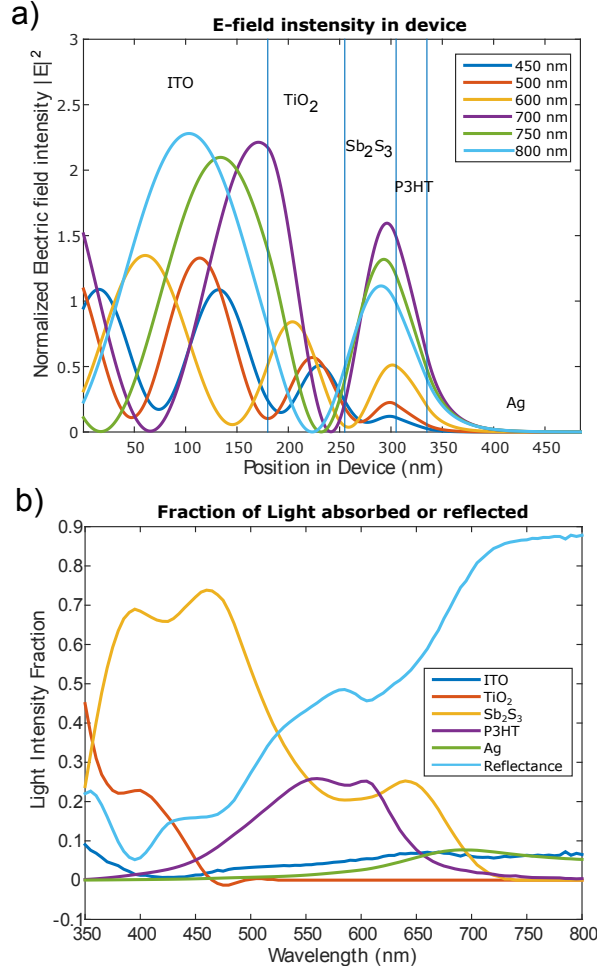 a)
E-field instensity in device
Normalized Electric field intensity |E|²
3
2.5
2
1.5
1
0.5
0
ITO
TiO₂
Sb₂S₃
P3HT
Ag
450 nm
500 nm
600 nm
700 nm
750 nm
800 nm
50 100 150 200 250 300 350 400 450
Position in Device (nm)
b)
Fraction of Light absorbed or reflected
Light Intensity Fraction
0.9
0.8
0.7
0.6
0.5
0.4
0.3
0.2
0.1
0
-0.1
ITO
TiO₂
Sb₂S₃
P3HT
Ag
Reflectance
350 400 450 500 550 600 650 700 750 800
Wavelength (nm)